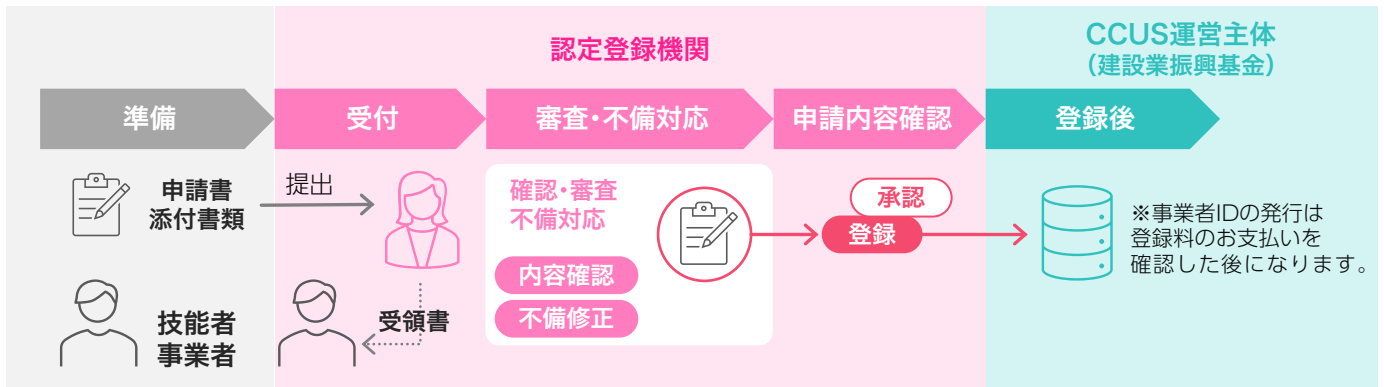 認定登録機関
CCUS運営主体
（建設業振興基金）
準備
受付
審査・不備対応
申請内容確認
登録後
申請書
添付書類
提出
技能者
事業者
受領書
確認・審査
不備対応
内容確認
不備修正
承認
登録
※事業者IDの発行は
登録料のお支払いを
確認した後になります。